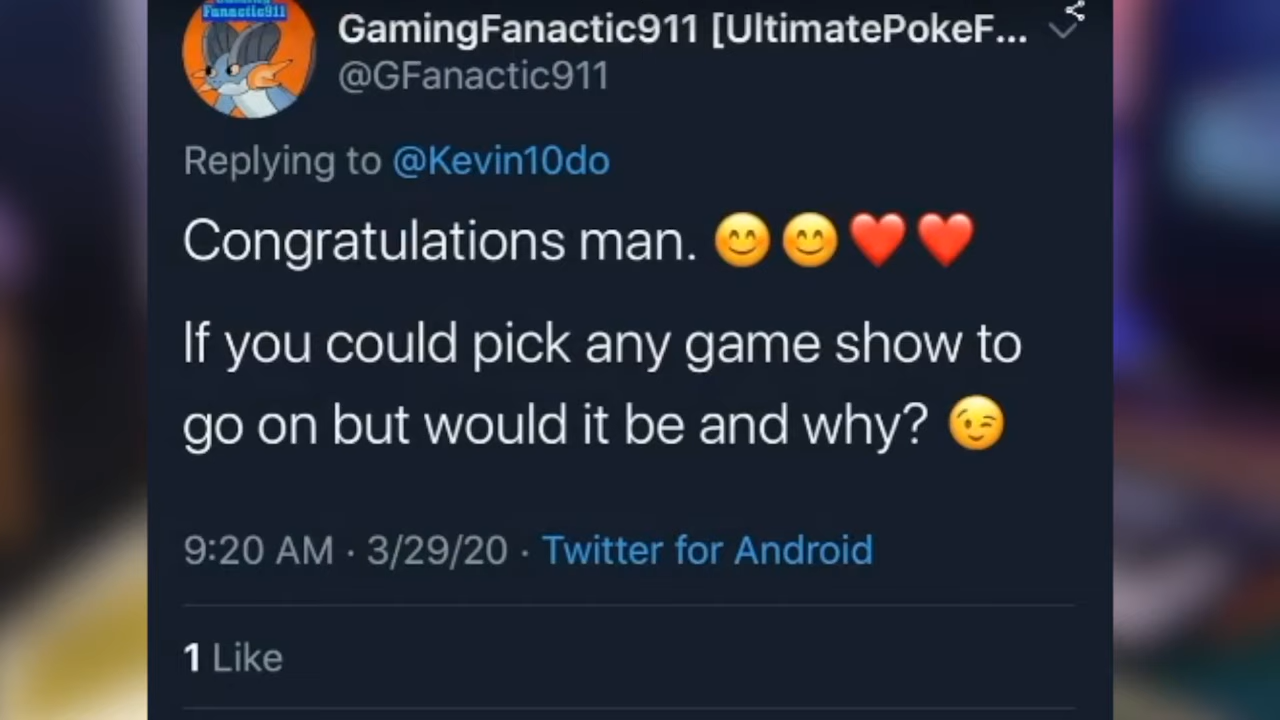 Fanactic911
GamingFanactic911 [UltimatePokeF...
@GFanactic911
Replying to @Kevin10do
Congratulations man. 😊😊❤️❤️
If you could pick any game show to
go on but would it be and why? 😉
9:20 AM · 3/29/20 · Twitter for Android
1 Like